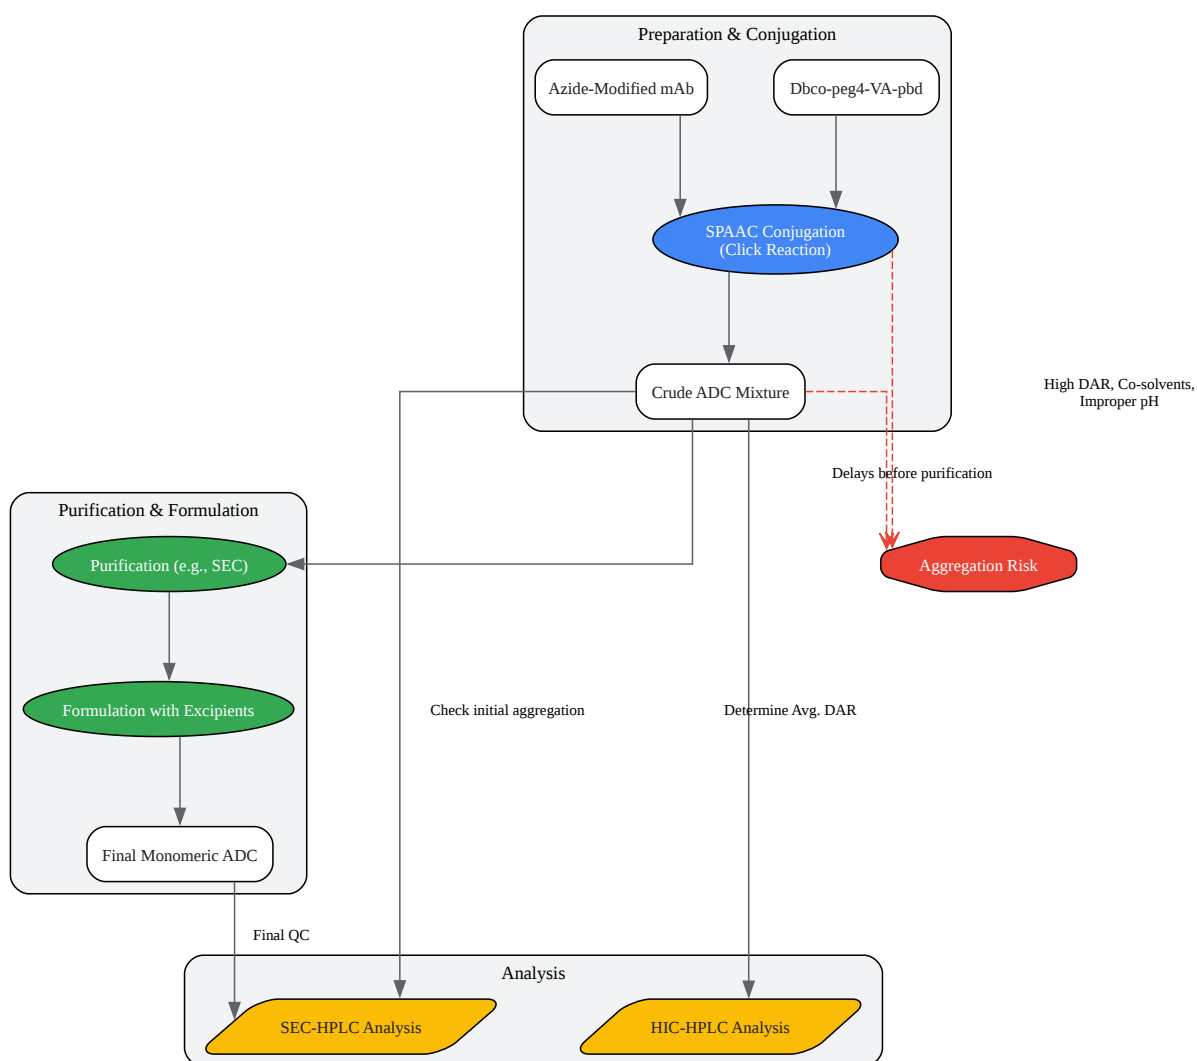 Preparation & Conjugation
Azide-Modified mAb
Dbco-peg4-VA-pbd
SPAAC Conjugation
(Click Reaction)
Crude ADC Mixture
High DAR, Co-solvents,
Improper pH
Delays before purification
Purification & Formulation
Purification (e.g., SEC)
Aggregation Risk
Formulation with Excipients
Check initial aggregation
Determine Avg. DAR
Final Monomeric ADC
Final QC
Analysis
SEC-HPLC Analysis
HIC-HPLC Analysis